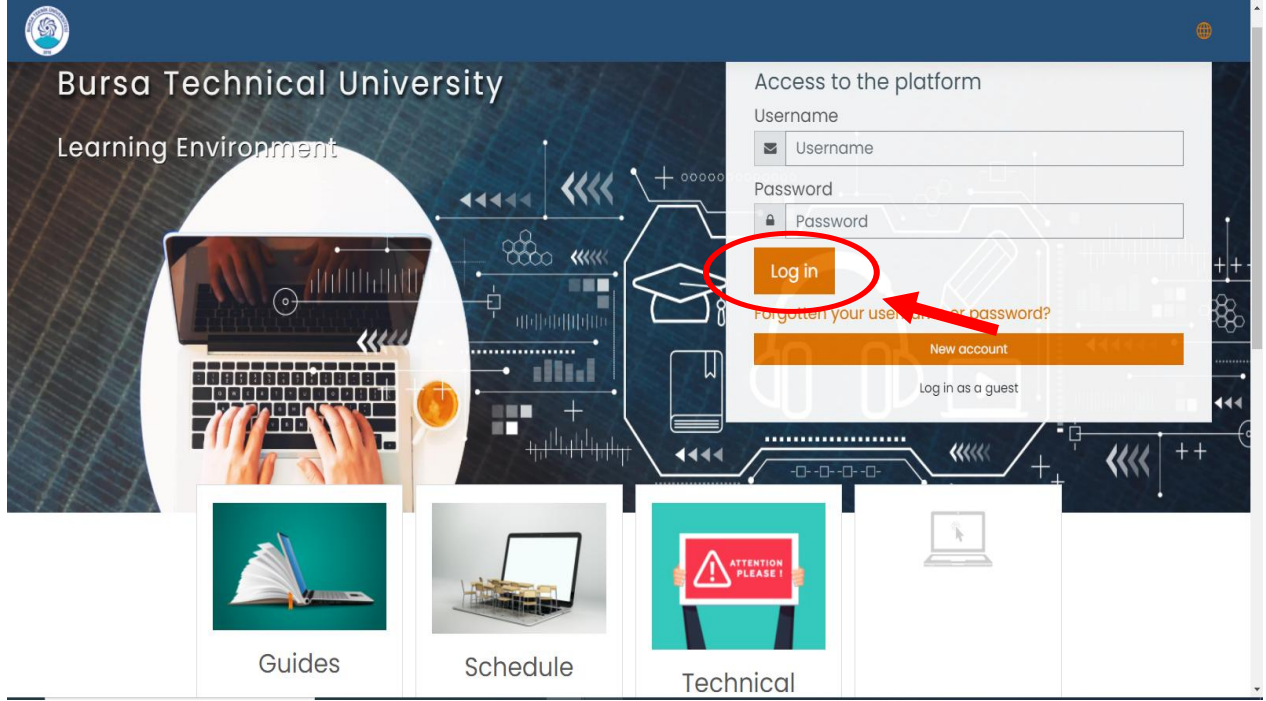 Bursa Technical University
Learning Environment
Access to the platform
Username
Username
Password
Password
Log in
Forgotten your username or password?
New account
Log in as a guest
ATTENTION
PLEASE !
Guides
Schedule
Technical